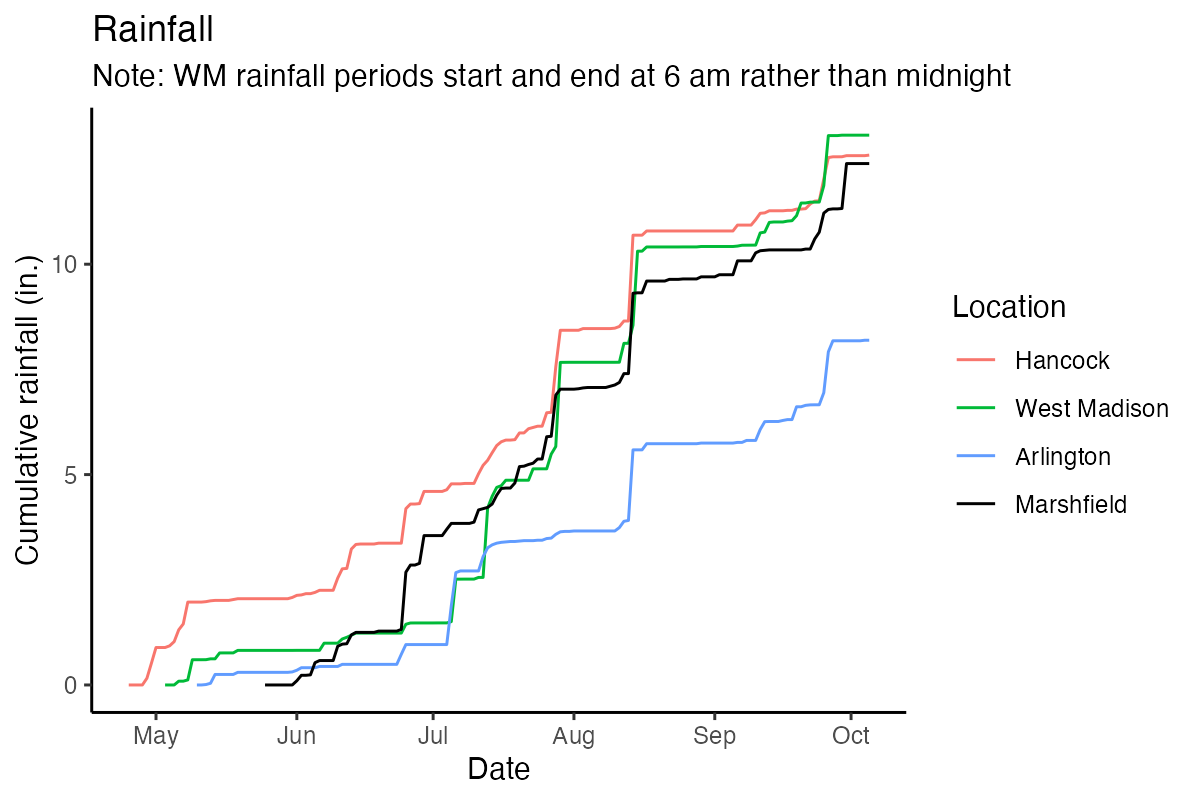 Rainfall
Note: WM rainfall periods start and end at 6 am rather than midnight
Cumulative rainfall (in.)
10
5
0
May Jun Jul Aug Sep Oct
Date
Location
Hancock
West Madison
Arlington
Marshfield